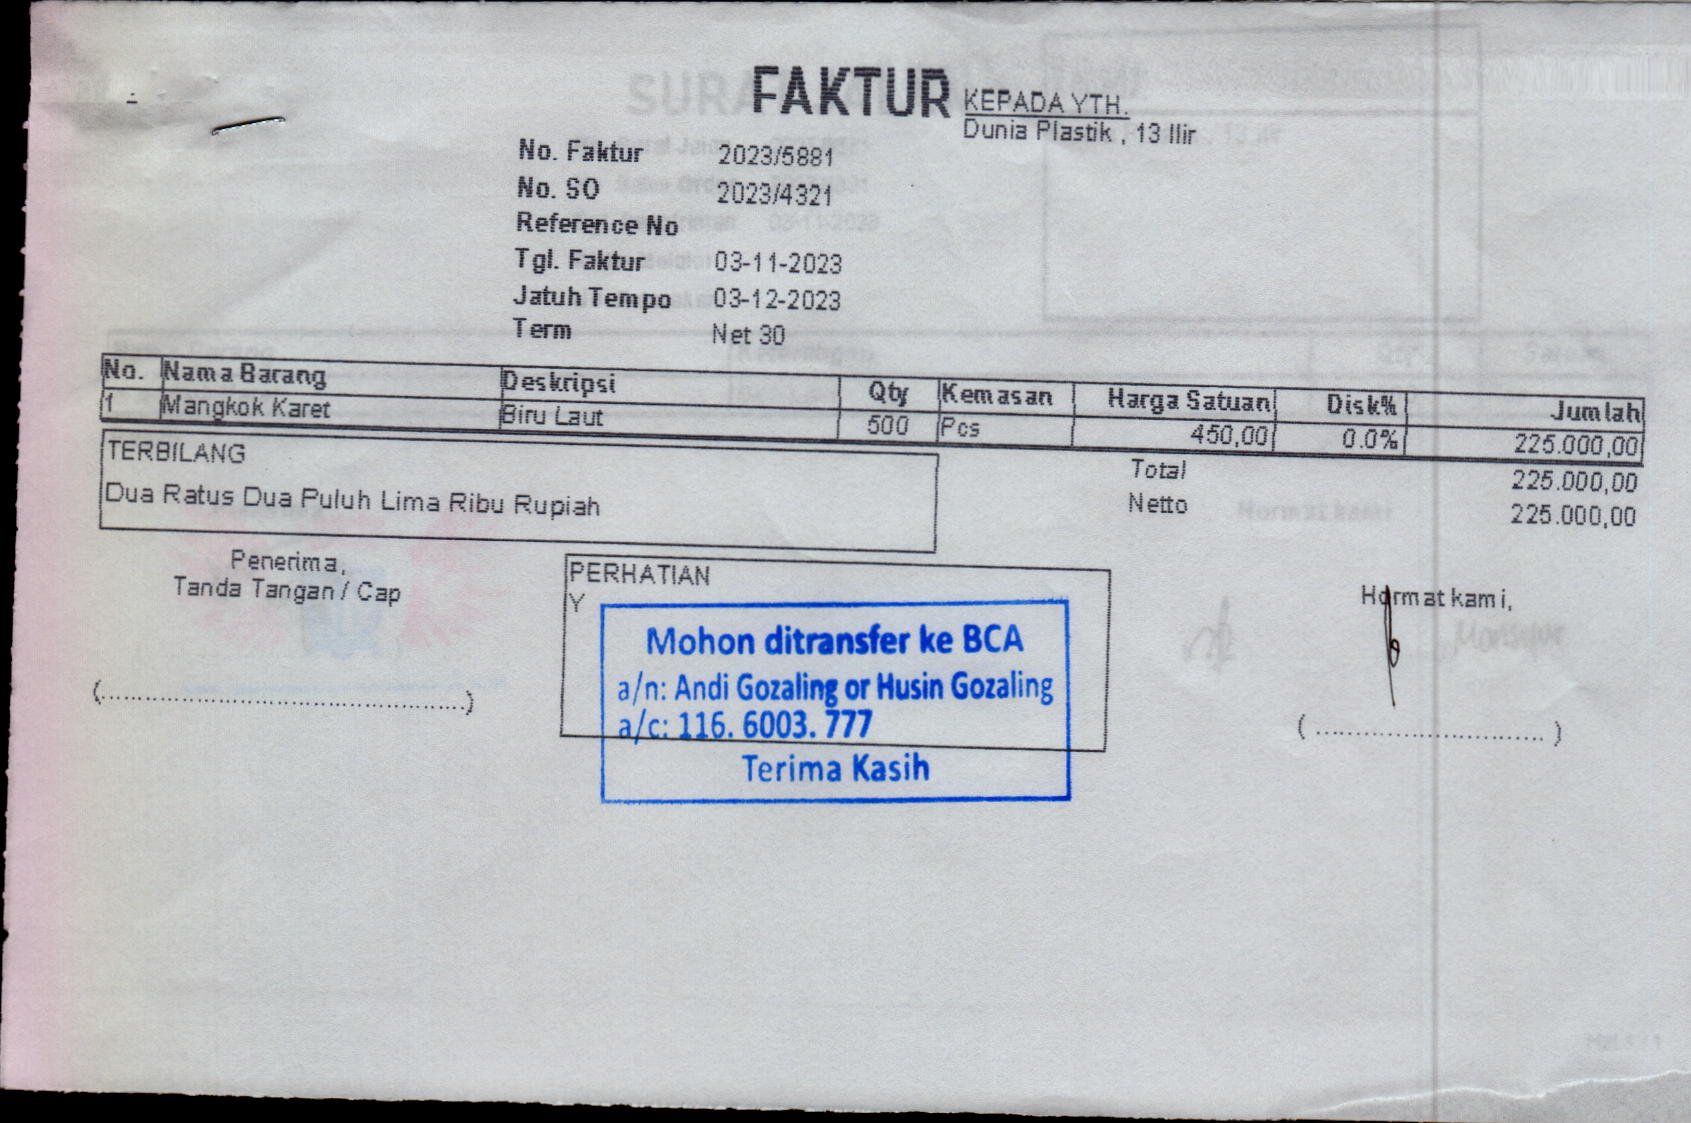 FAKTUR
KEPADA YTH.
Dunia Plastik , 13 Ilir
No. Faktur 2023/5881
No. SO 2023/4321
Reference No
Tgl. Faktur 03-11-2023
Jatuh Tempo 03-12-2023
Term Net 30
No. Nama Barang Deskripsi Qty Kemasan Harga Satuan Disk% Jumlah
1 Mangkok Karet Biru Laut 500 Pcs 450,00 0.0% 225.000,00
TERBILANG
Dua Ratus Dua Puluh Lima Ribu Rupiah
Total 225.000,00
Netto 225.000,00
Penerima,
Tanda Tangan / Cap
(............................................)
PERHATIAN
Y
Mohon ditransfer ke BCA
a/n: Andi Gozaling or Husin Gozaling
a/c: 116. 6003. 777
Terima Kasih
Hormat kami,
( ............................ )